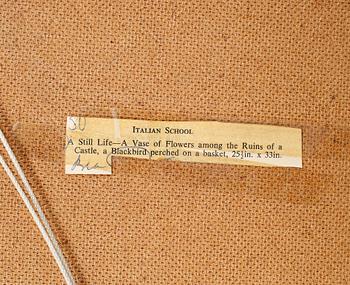 50
ITALIAN SCHOOL
A Still Life—A Vase of Flowers among the Ruins of a
Castle, a Blackbird perched on a basket, 25½in. x 33in.